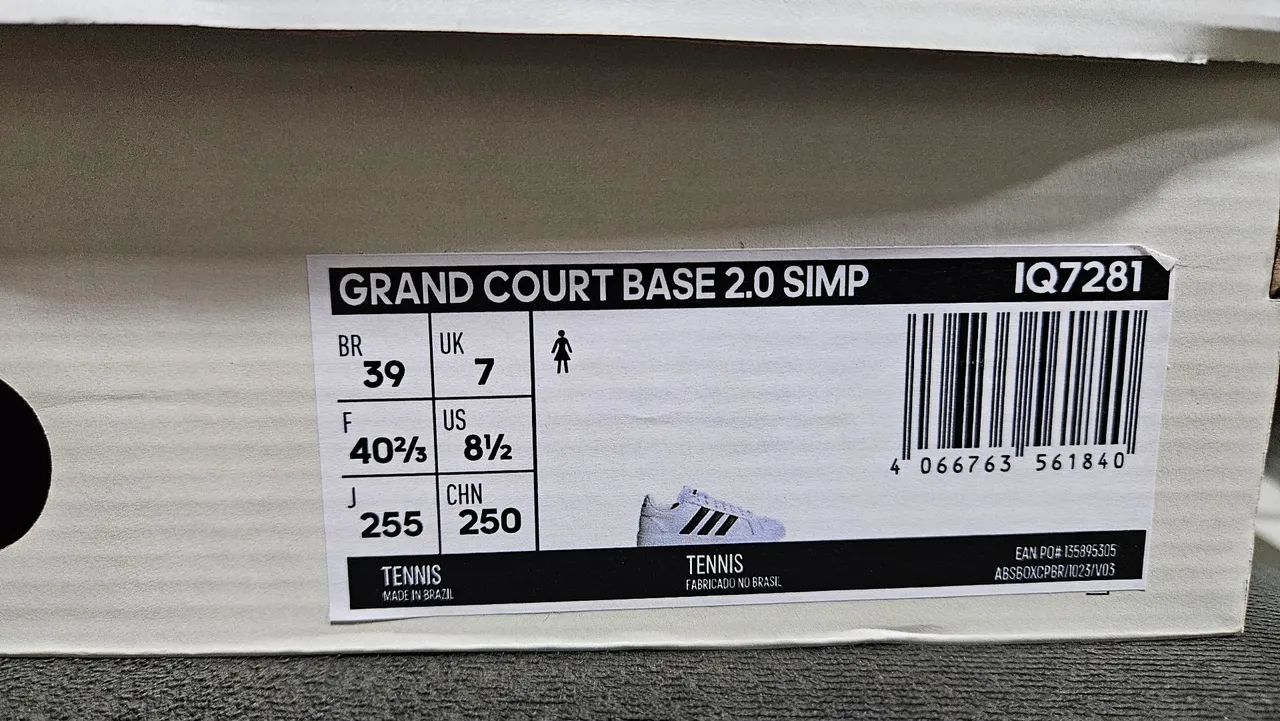 GRAND COURT BASE 2.0 SIMP IQ7281
BR 39 UK 7
F 40⅔ US 8½
J 255 CHN 250
4 066763 561840
TENNIS
MADE IN BRAZIL
TENNIS
FABRICADO NO BRASIL
EAN PO# 135895305
ABSBOXCPBR/1023/V03